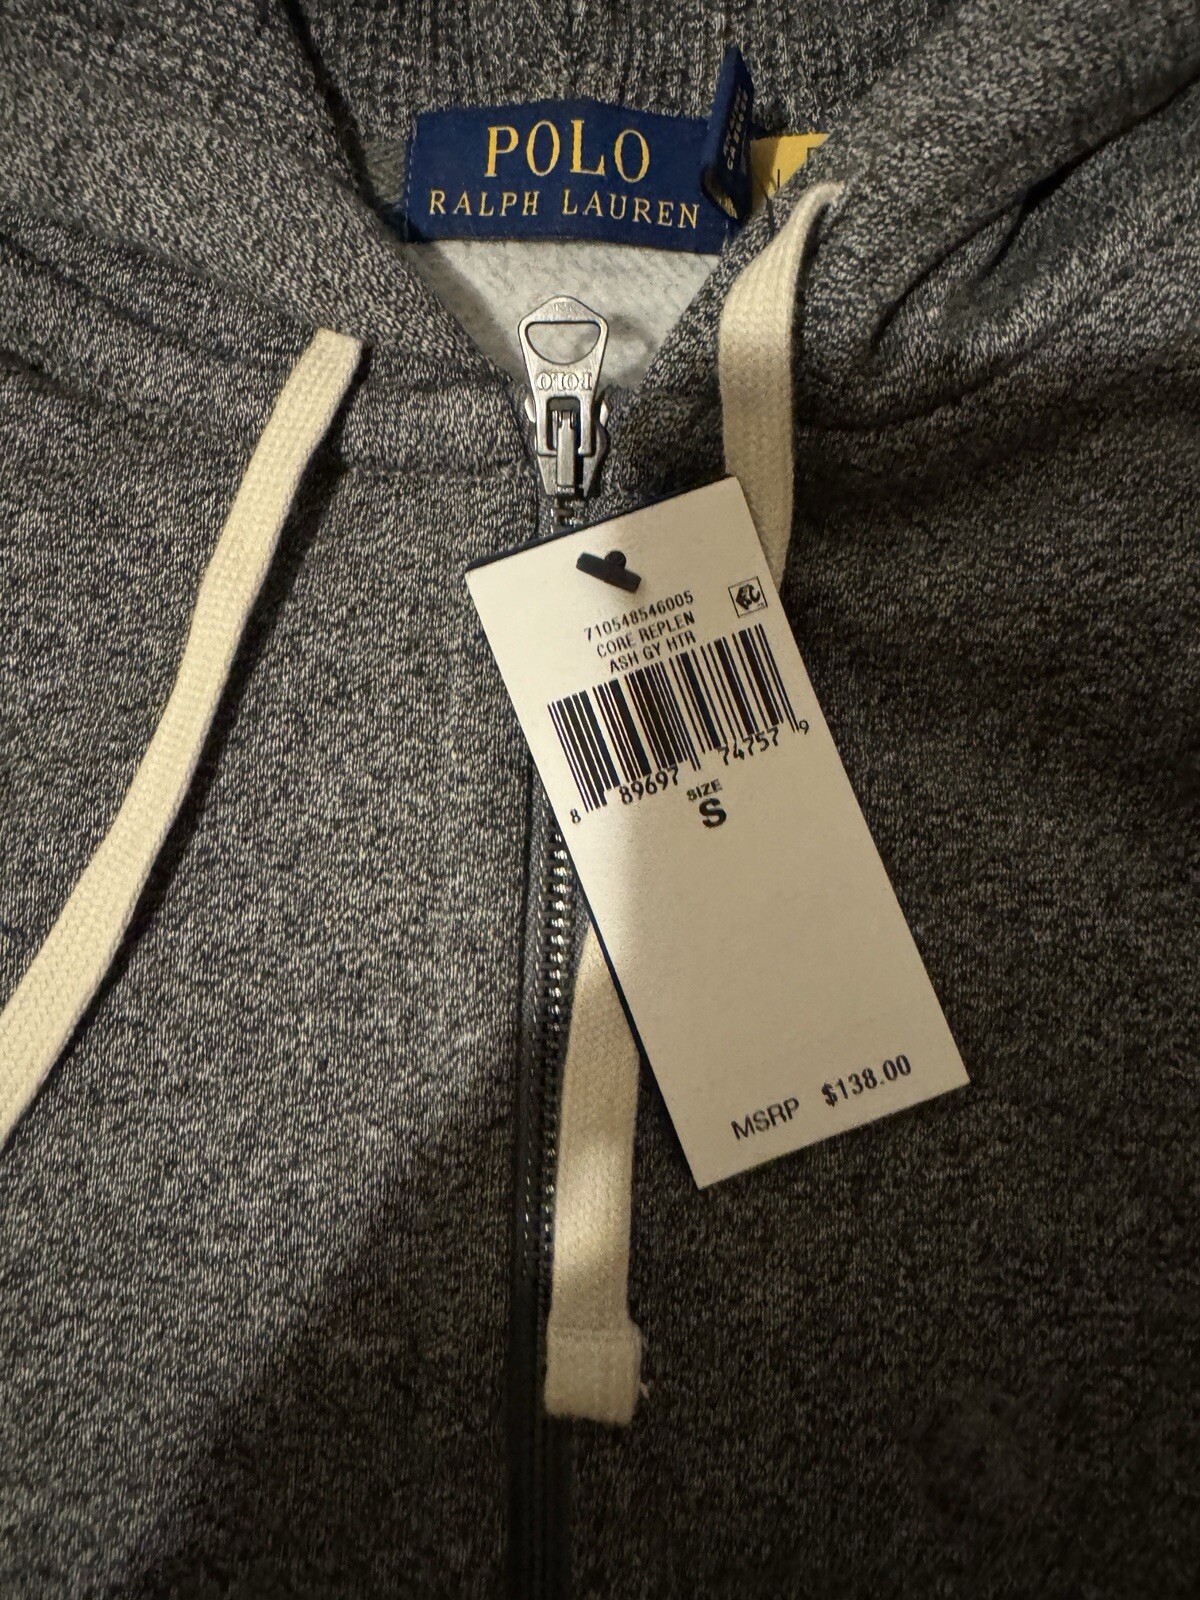 POLO
RALPH LAUREN
POLO
710548546005
CORE REPLEN
ASH GY HTR
8 89697 74757 9
SIZE
S
MSRP $138.00